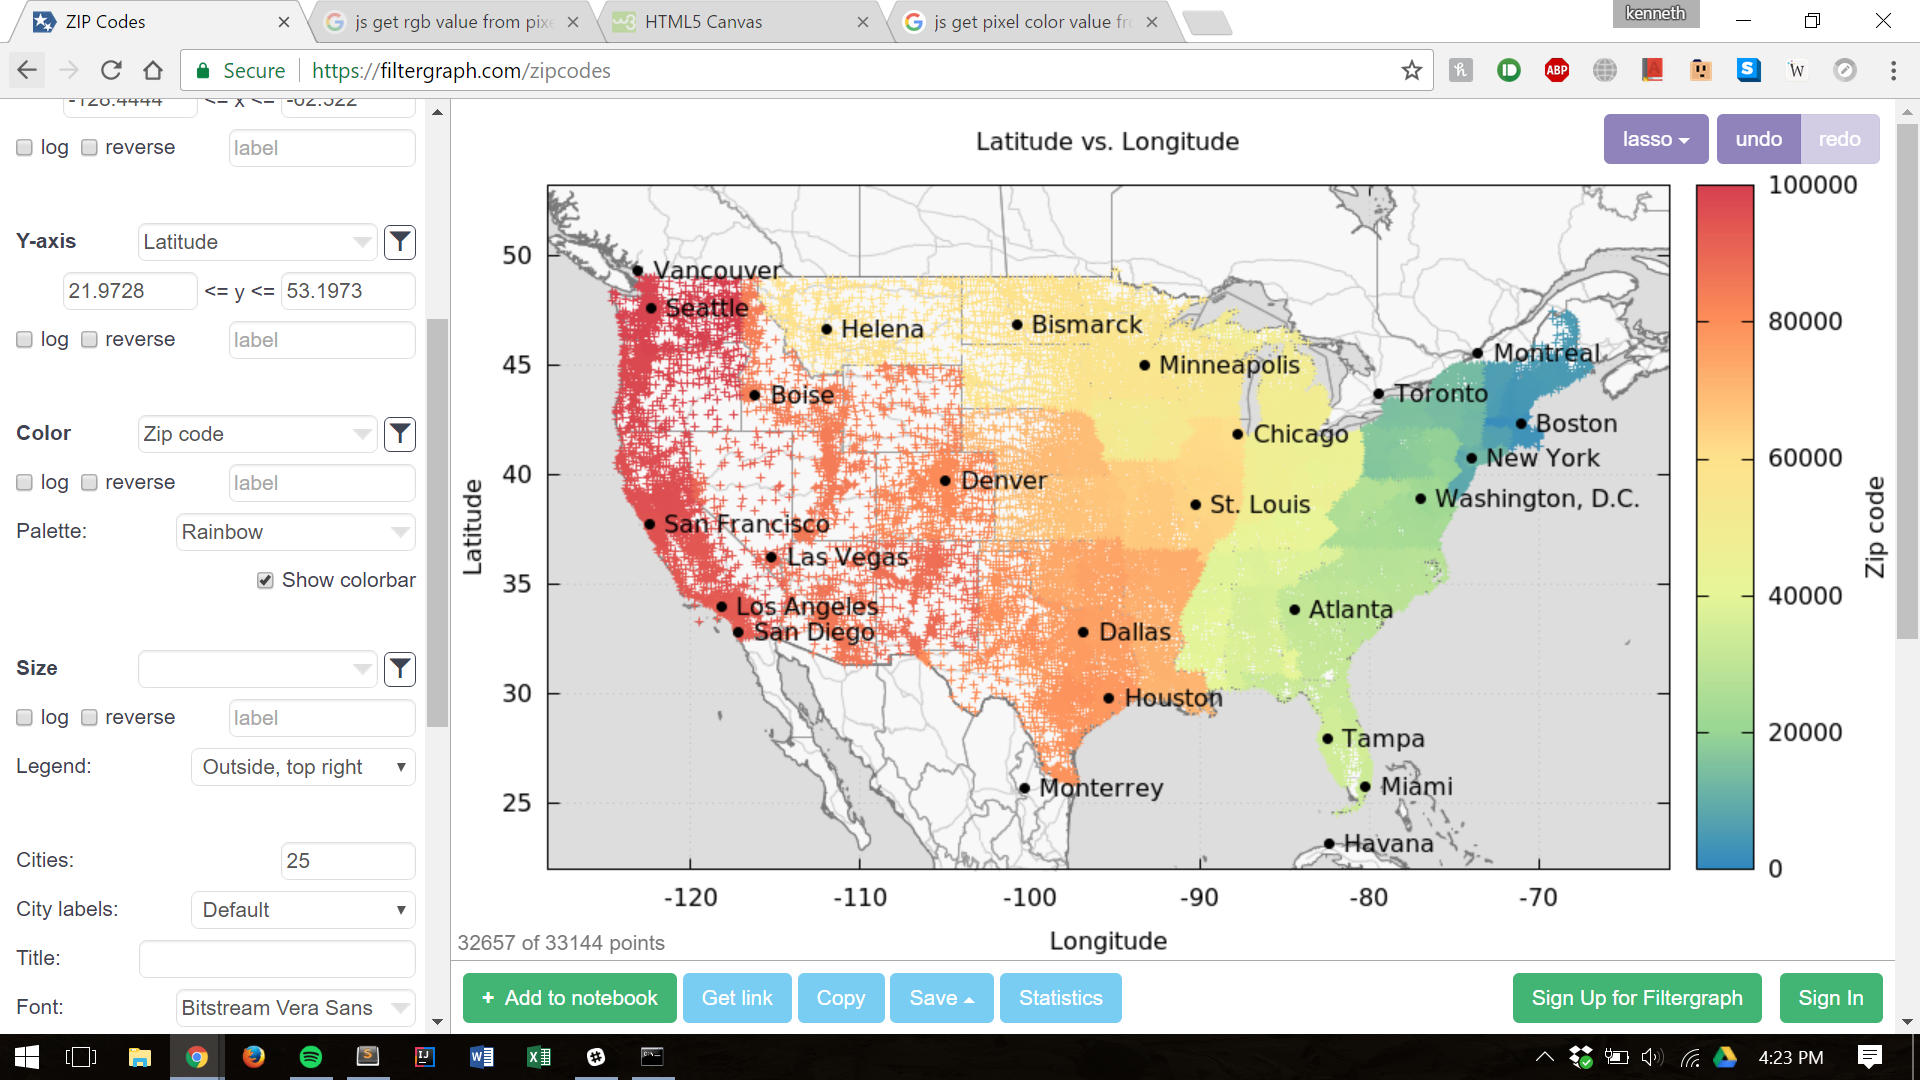 ZIP Codes
js get rgb value from pixe
HTML5 Canvas
js get pixel color value fr
kenneth
Secure
https://filtergraph.com/zipcodes
-128.4444 <= x <= -62.522
log reverse label
Y-axis Latitude
21.9728 <= y <= 53.1973
log reverse label
Color Zip code
log reverse label
Palette: Rainbow
Show colorbar
Size
log reverse label
Legend: Outside, top right
Cities: 25
City labels: Default
Title:
Font: Bitstream Vera Sans
Latitude vs. Longitude
lasso undo redo
Latitude
50
45
40
35
30
25
Vancouver
Seattle
Helena
Bismarck
Minneapolis
Montreal
Boise
Toronto
Boston
Chicago
New York
Denver
Washington, D.C.
St. Louis
San Francisco
Las Vegas
Los Angeles
Atlanta
San Diego
Dallas
Houston
Tampa
Monterrey
Miami
Havana
-120 -110 -100 -90 -80 -70
Longitude
100000
80000
60000
40000
20000
0
Zip code
32657 of 33144 points
+ Add to notebook
Get link
Copy
Save
Statistics
Sign Up for Filtergraph
Sign In
4:23 PM